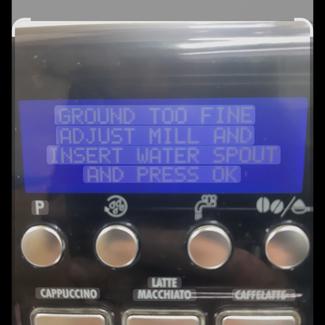 GROUND TOO FINE
ADJUST MILL AND
INSERT WATER SPOUT
AND PRESS OK
P
CAPPUCCINO
LATTE
MACCHIATO
CAFFELATTE